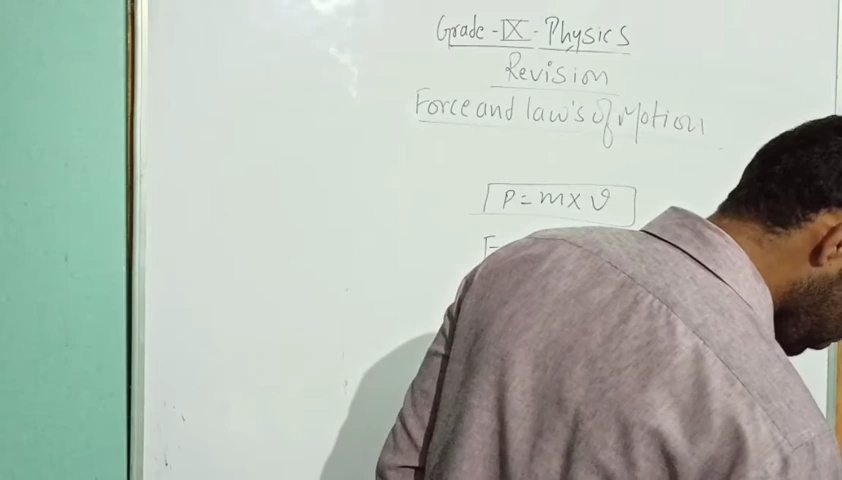 Grade-IX-Physics
Revision
Force and law's of Motion
P = m x v
F